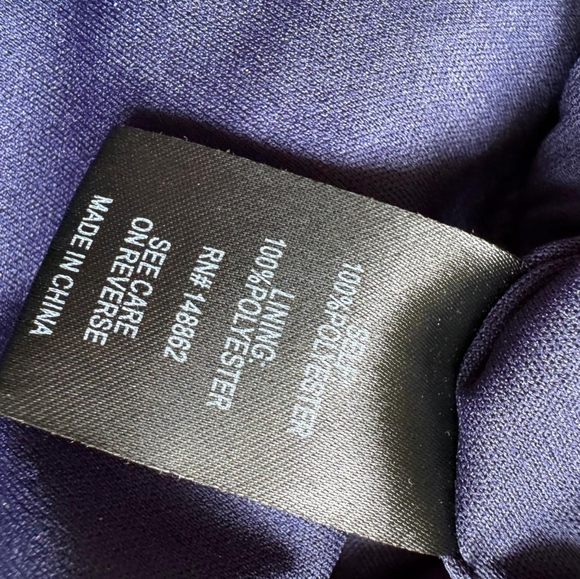 SELF:
100%POLYESTER
LINING:
100%POLYESTER
RN# 148862
SEE CARE
ON REVERSE
MADE IN CHINA